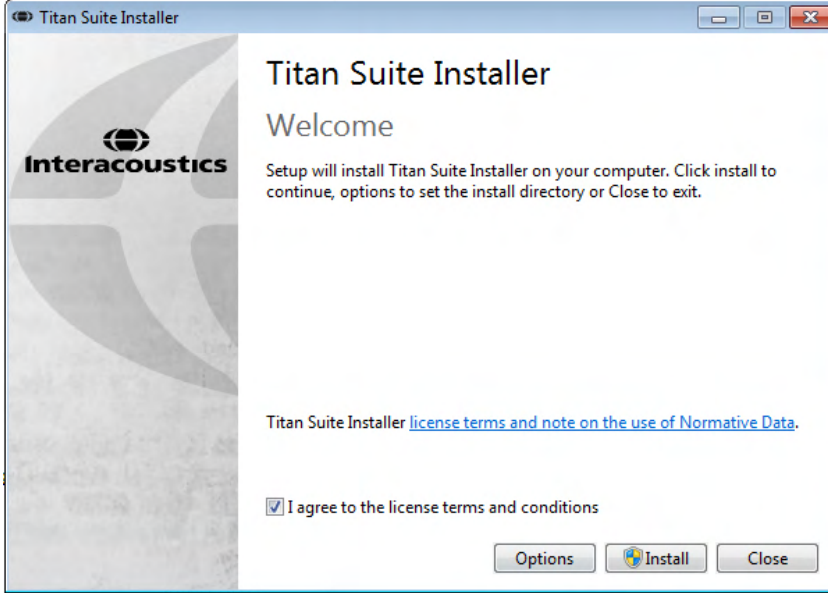 Titan Suite Installer
Titan Suite Installer
Welcome
Interacoustics
Setup will install Titan Suite Installer on your computer. Click install to
continue, options to set the install directory or Close to exit.
Titan Suite Installer license terms and note on the use of Normative Data.
I agree to the license terms and conditions
Options
Install
Close